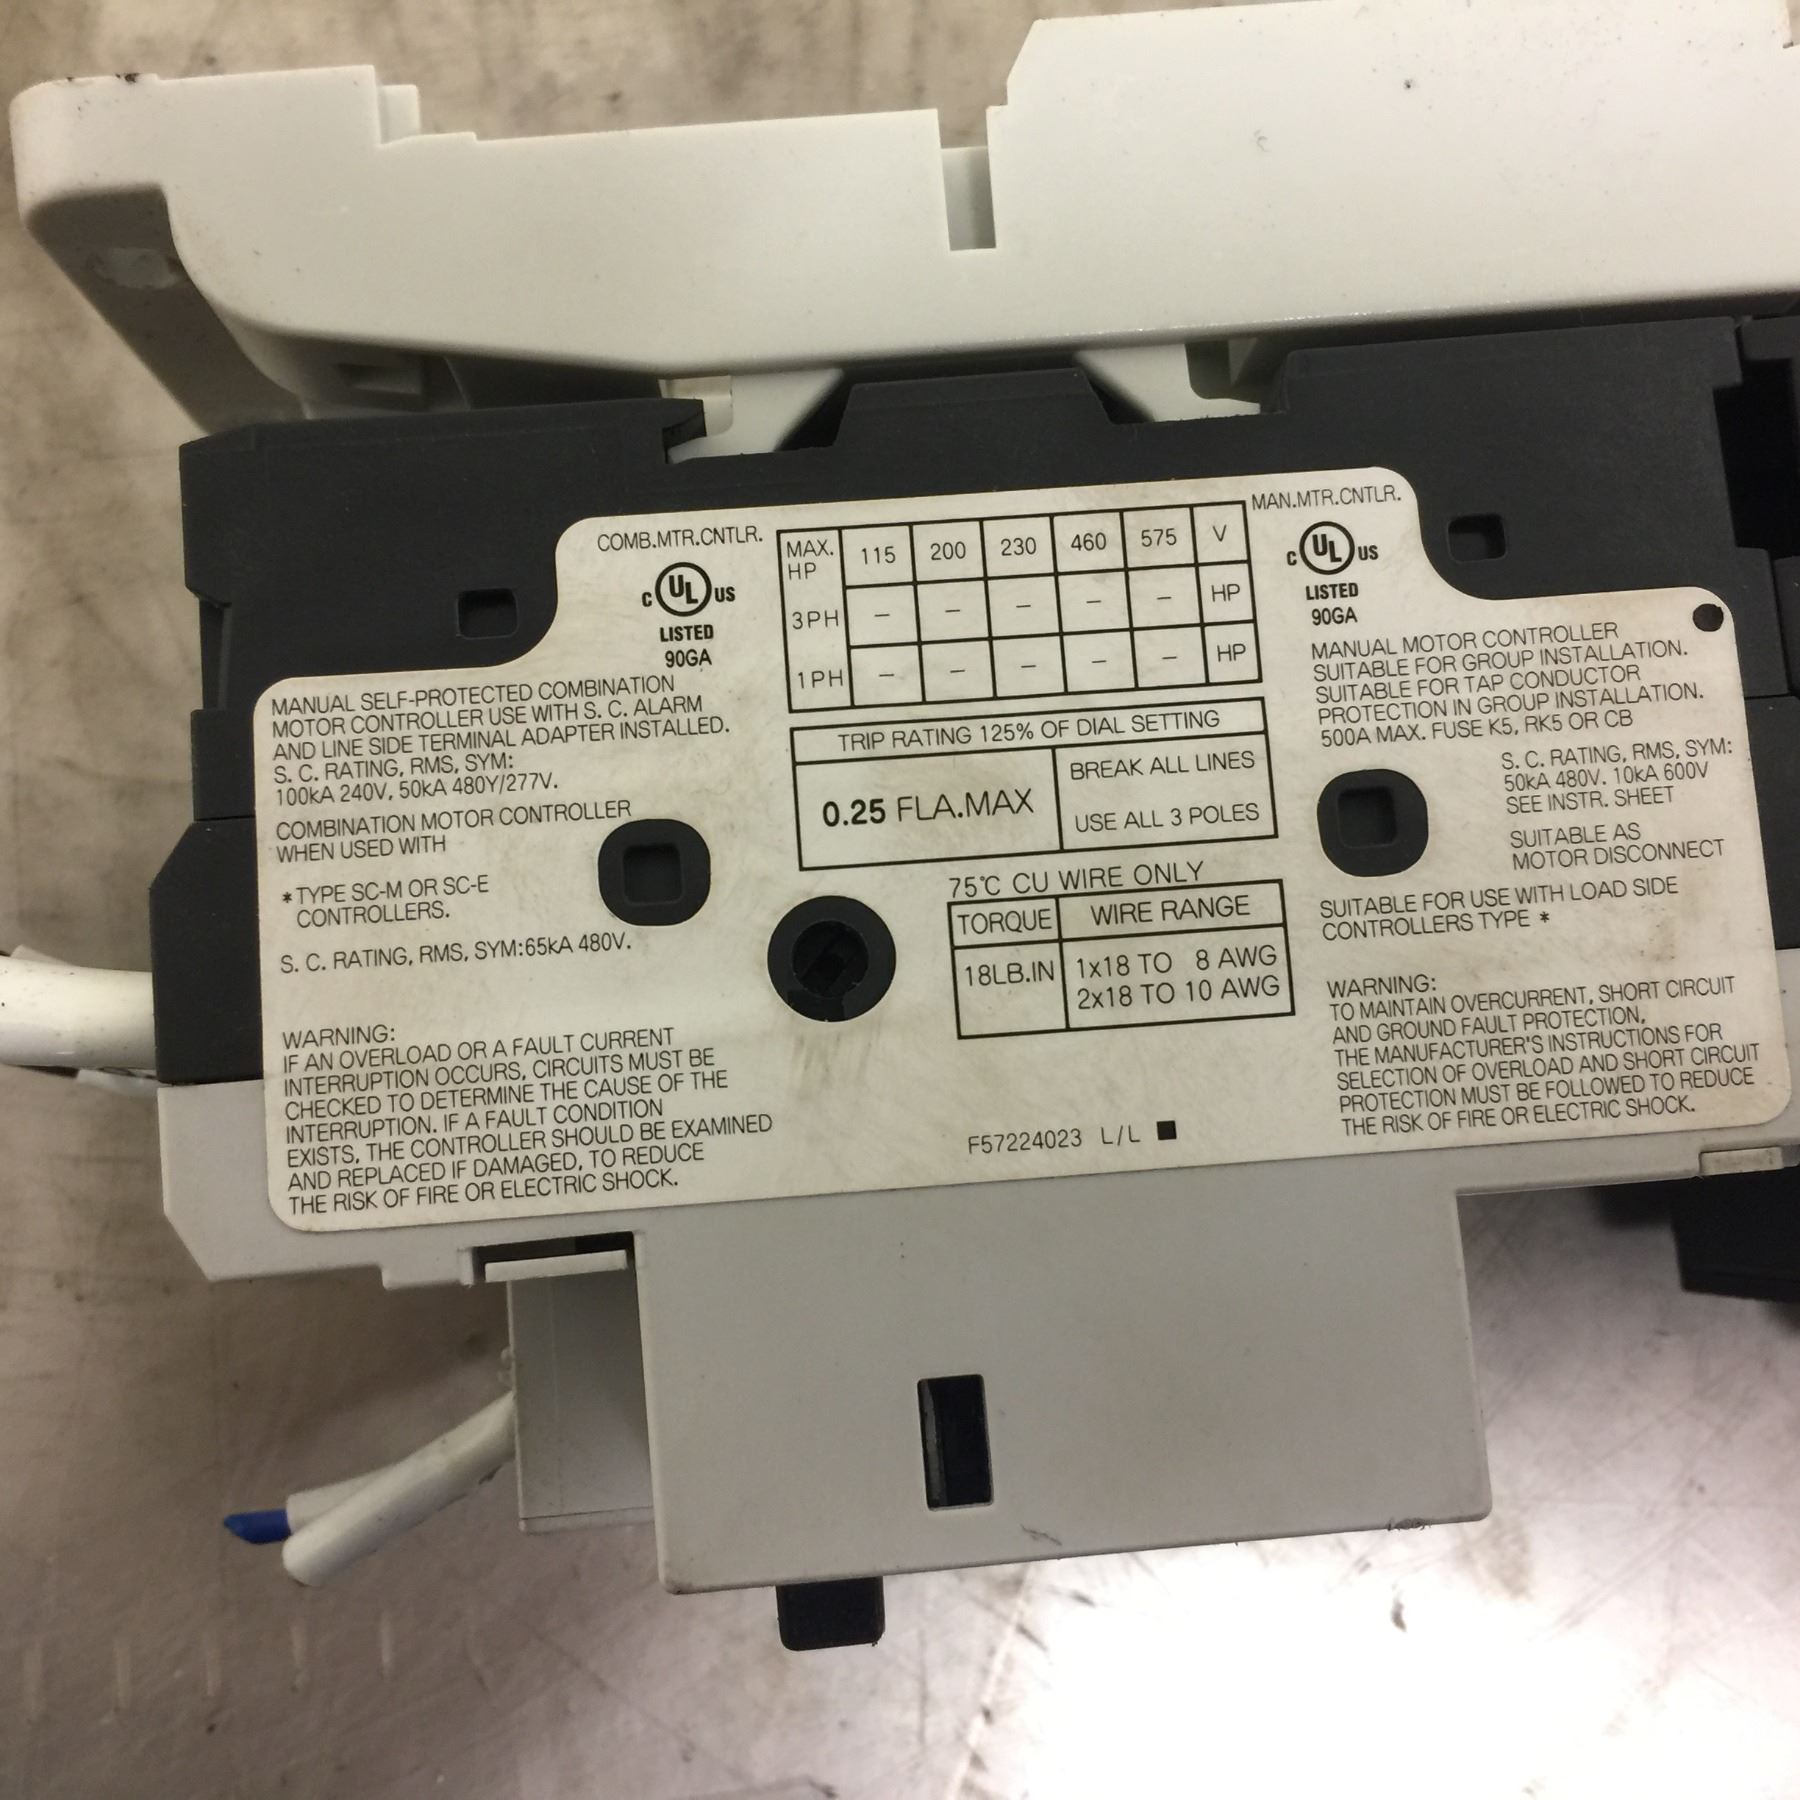 COMB.MTR.CNTLR.
c UL us
LISTED
90GA
MANUAL SELF-PROTECTED COMBINATION
MOTOR CONTROLLER USE WITH S. C. ALARM
AND LINE SIDE TERMINAL ADAPTER INSTALLED.
S. C. RATING, RMS, SYM:
100kA 240V, 50kA 480Y/277V.
COMBINATION MOTOR CONTROLLER
WHEN USED WITH
*TYPE SC-M OR SC-E
CONTROLLERS.
S. C. RATING, RMS, SYM:65kA 480V.
WARNING:
IF AN OVERLOAD OR A FAULT CURRENT
INTERRUPTION OCCURS, CIRCUITS MUST BE
CHECKED TO DETERMINE THE CAUSE OF THE
INTERRUPTION. IF A FAULT CONDITION
EXISTS, THE CONTROLLER SHOULD BE EXAMINED
AND REPLACED IF DAMAGED, TO REDUCE
THE RISK OF FIRE OR ELECTRIC SHOCK.
MAX. HP 115 200 230 460 575 V
3PH – – – – – HP
1PH – – – – – HP
TRIP RATING 125% OF DIAL SETTING
0.25 FLA.MAX
BREAK ALL LINES
USE ALL 3 POLES
75℃ CU WIRE ONLY
TORQUE WIRE RANGE
18LB.IN 1x18 TO 8 AWG
2x18 TO 10 AWG
F57224023 L/L ■
MAN.MTR.CNTLR.
c UL us
LISTED
90GA
MANUAL MOTOR CONTROLLER
SUITABLE FOR GROUP INSTALLATION.
SUITABLE FOR TAP CONDUCTOR
PROTECTION IN GROUP INSTALLATION.
500A MAX. FUSE K5, RK5 OR CB
S. C. RATING, RMS, SYM:
50kA 480V. 10kA 600V
SEE INSTR. SHEET
SUITABLE AS
MOTOR DISCONNECT
SUITABLE FOR USE WITH LOAD SIDE
CONTROLLERS TYPE *
WARNING:
TO MAINTAIN OVERCURRENT, SHORT CIRCUIT
AND GROUND FAULT PROTECTION,
THE MANUFACTURER'S INSTRUCTIONS FOR
SELECTION OF OVERLOAD AND SHORT CIRCUIT
PROTECTION MUST BE FOLLOWED TO REDUCE
THE RISK OF FIRE OR ELECTRIC SHOCK.